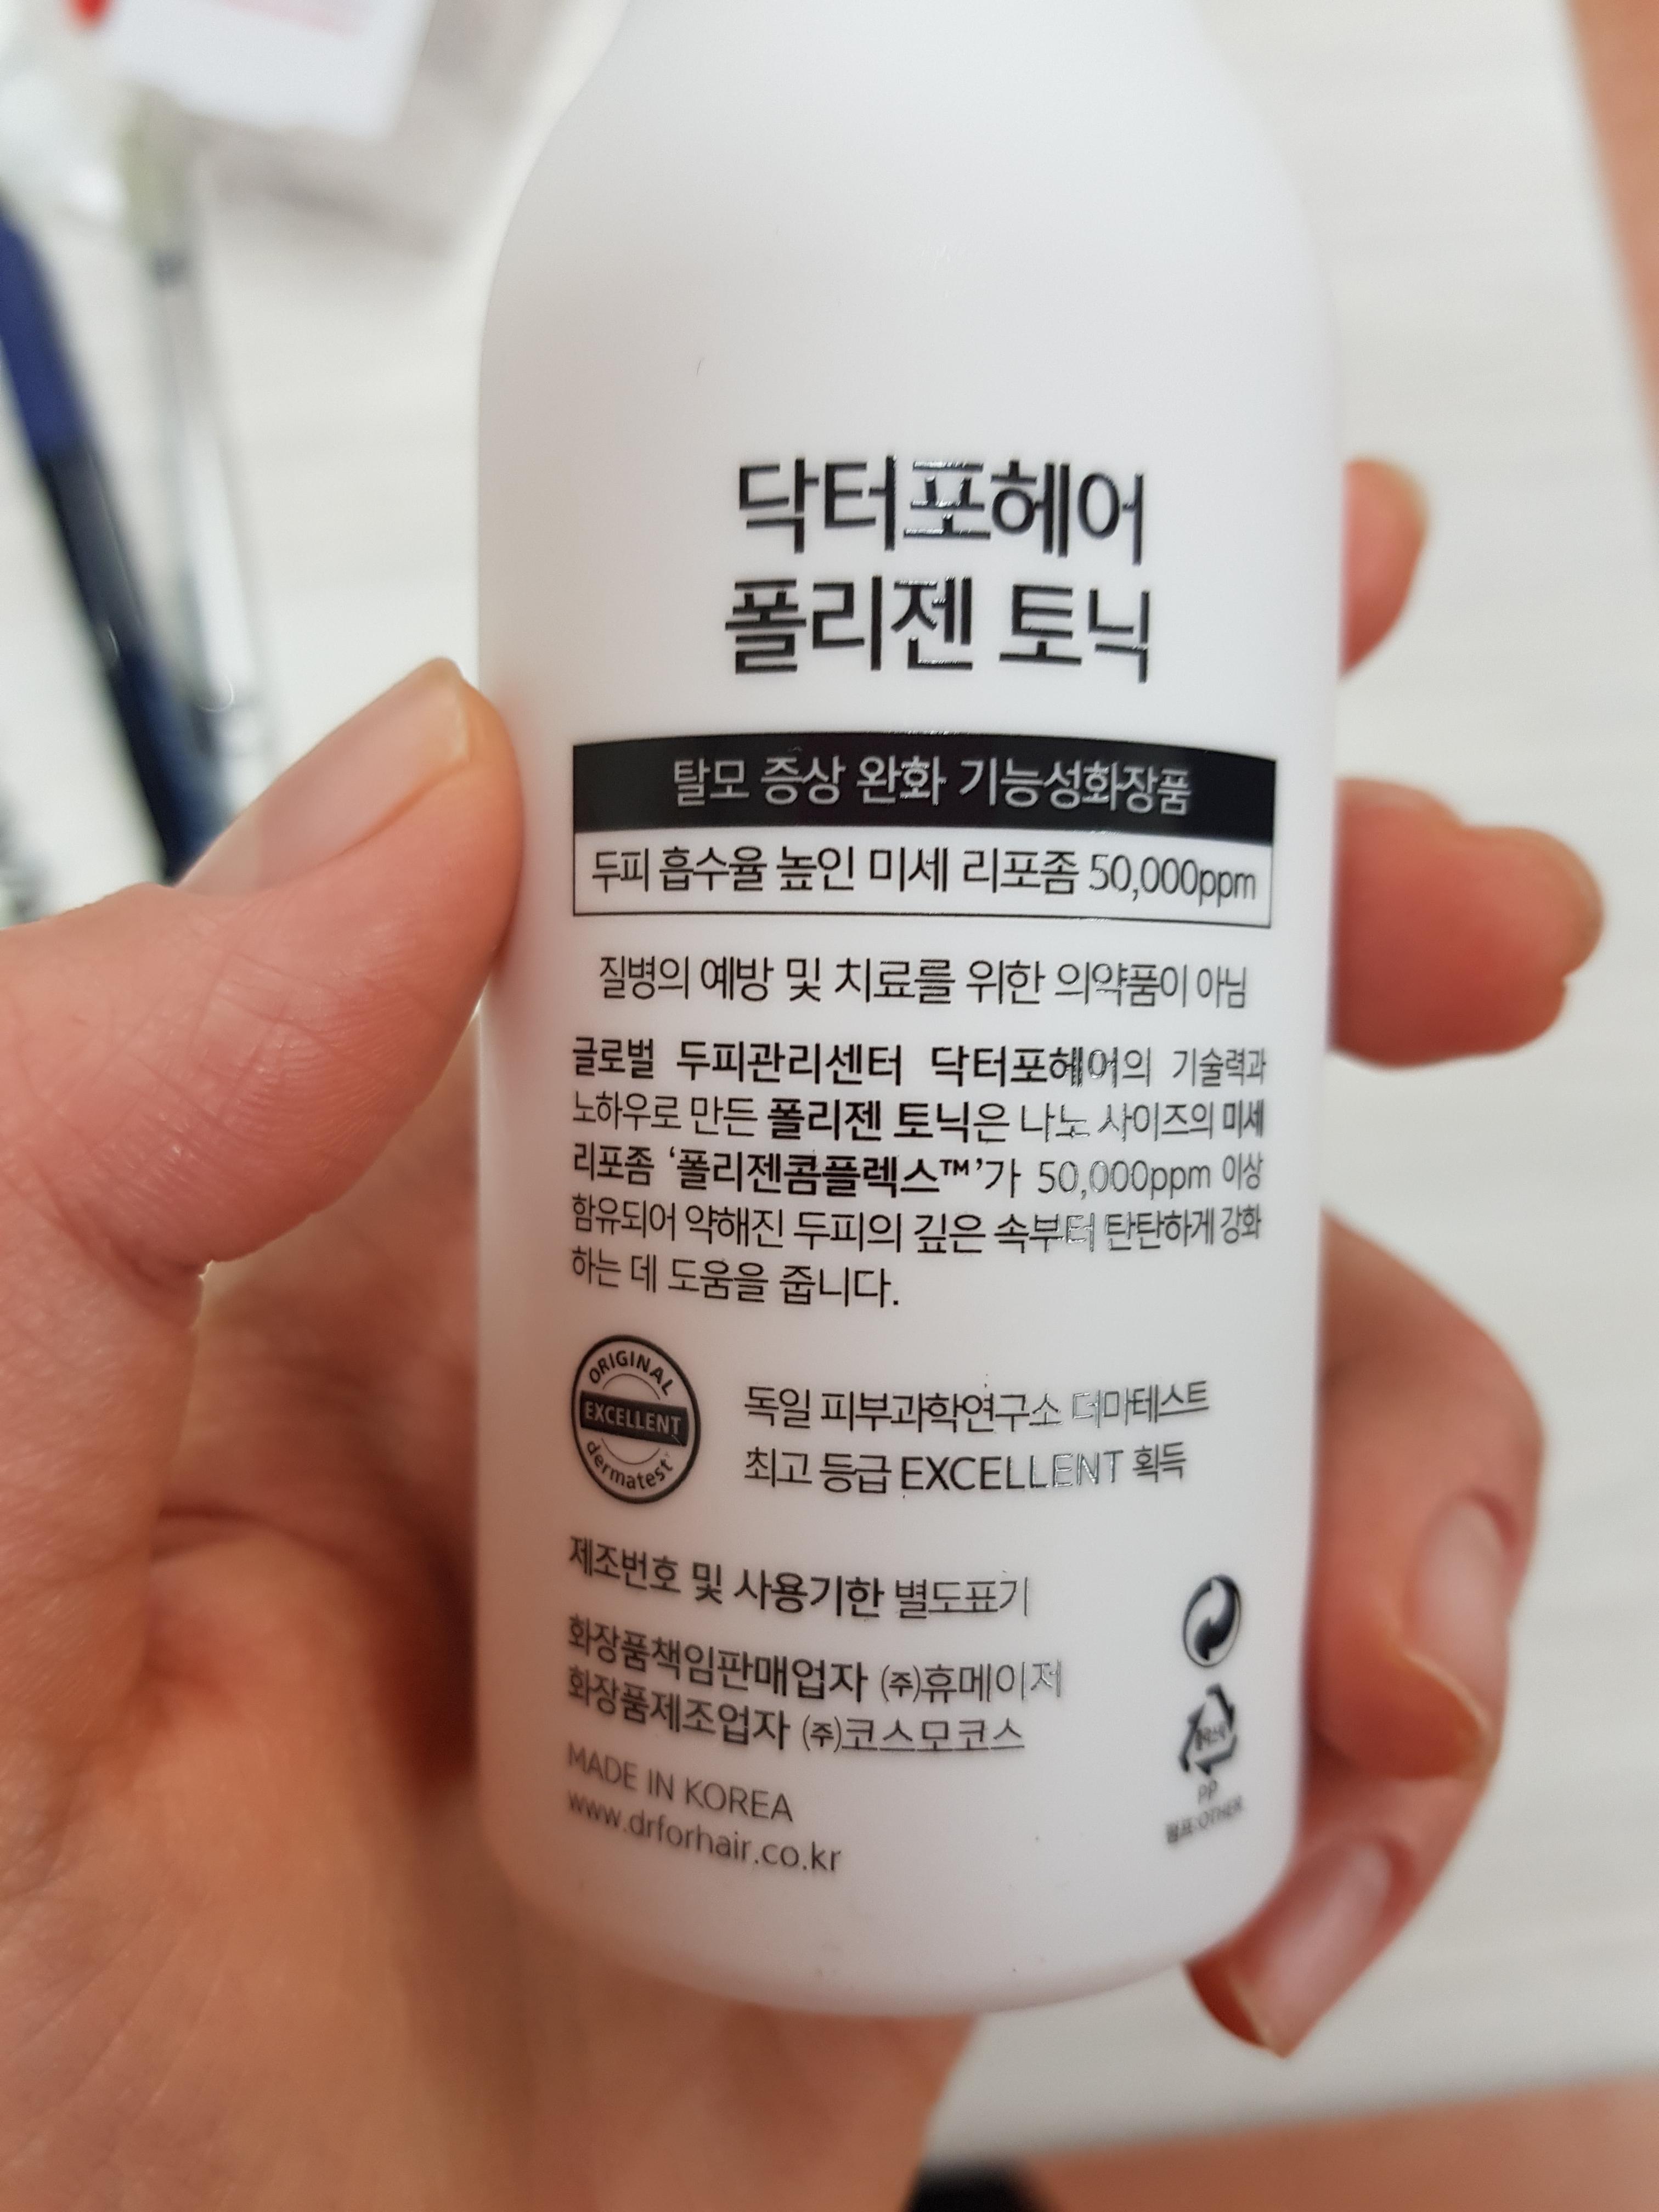 닥터포헤어
폴리젠 토닉
탈모 증상 완화 기능성화장품
두피 흡수율 높인 미세 리포좀 50,000ppm
질병의 예방 및 치료를 위한 의약품이 아님
글로벌 두피관리센터 닥터포헤어의 기술력과
노하우로 만든 폴리젠 토닉은 나노 사이즈의 미세
리포좀 ‘폴리젠콤플렉스™’가 50,000ppm 이상
함유되어 약해진 두피의 깊은 속부터 탄탄하게 강화
하는 데 도움을 줍니다.
ORIGINAL
EXCELLENT
dermatest
독일 피부과학연구소 더마테스트
최고 등급 EXCELLENT 획득
제조번호 및 사용기한 별도표기
화장품책임판매업자 ㈜휴메이저
화장품제조업자 ㈜코스모코스
MADE IN KOREA
www.drforhair.co.kr
PP
펌프:OTHER